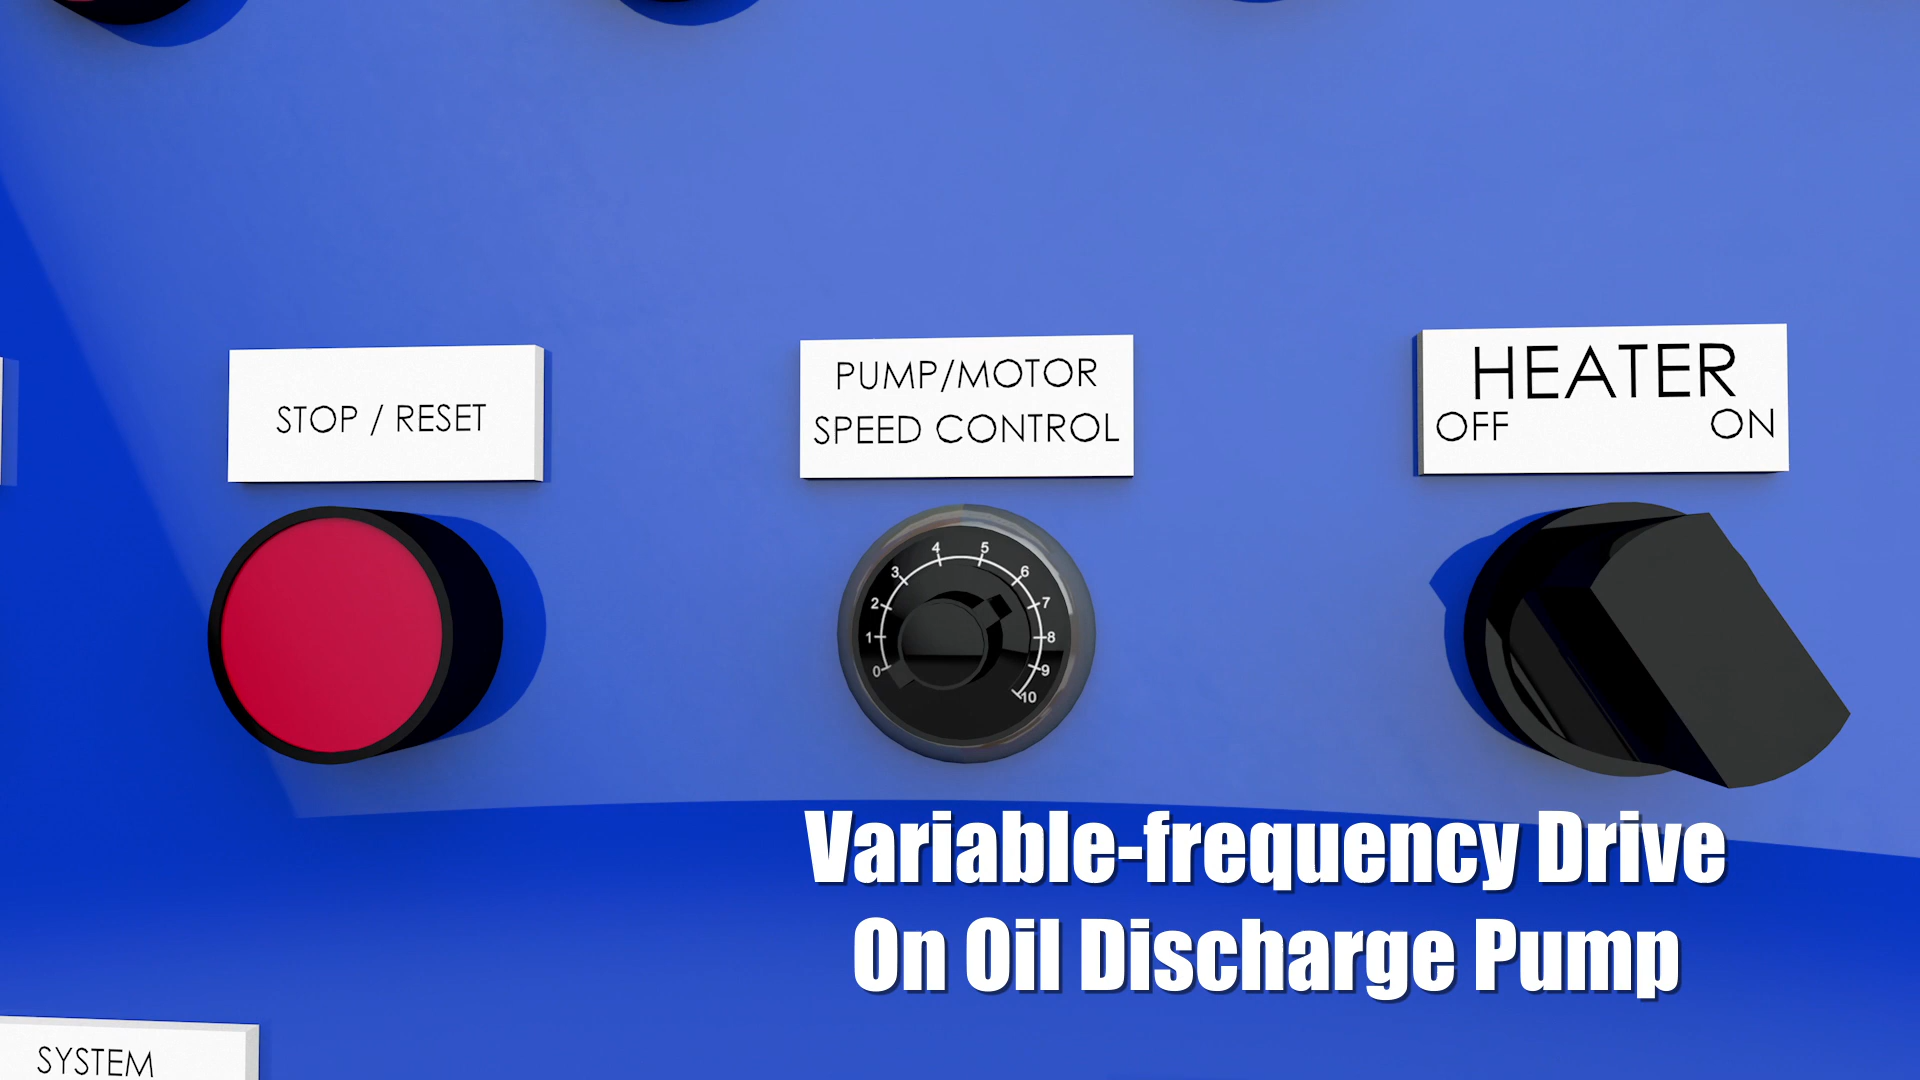 STOP / RESET
PUMP/MOTOR
SPEED CONTROL
HEATER
OFF ON
4 5
3 6
2 7
1 8
0 9
10
Variable-frequency Drive
On Oil Discharge Pump
SYSTEM